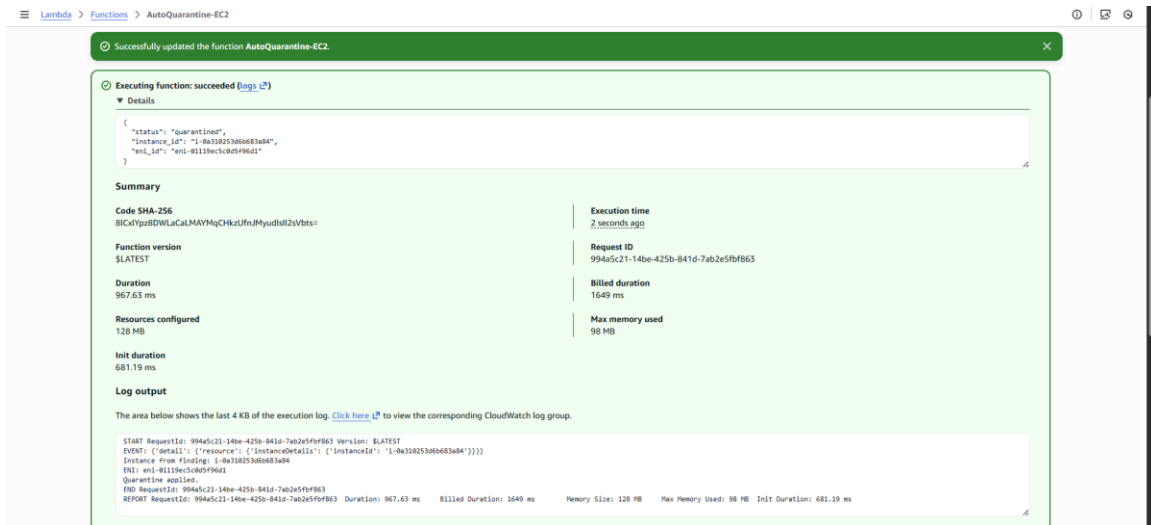 Lambda > Functions > AutoQuarantine-EC2
Successfully updated the function AutoQuarantine-EC2.
Executing function: succeeded (logs)
Details
{
"status": "quarantined",
"instance_id": "i-0a310253d6b683a84",
"eni_id": "eni-01119ec5c0d5f96d1"
}
Summary
Code SHA-256
Execution time
2 seconds ago
Function version
$LATEST
Request ID
994a5c21-14be-425b-841d-7ab2e5fbf863
Duration
967.63 ms
Billed duration
1649 ms
Resources configured
128 MB
Max memory used
98 MB
Init duration
681.19 ms
Log output
The area below shows the last 4 KB of the execution log. Click here to view the corresponding CloudWatch log group.
START RequestId: 994a5c21-14be-425b-841d-7ab2e5fbf863 Version: $LATEST
EVENT: {'detail': {'resource': {'instanceDetails': {'instanceId': 'i-0a310253d6b683a84'}}}}
Instance from finding: i-0a310253d6b683a84
ENI: eni-01119ec5c0d5f96d1
Quarantine applied.
END RequestId: 994a5c21-14be-425b-841d-7ab2e5fbf863
REPORT RequestId: 994a5c21-14be-425b-841d-7ab2e5fbf863 Duration: 967.63 ms Billed Duration: 1649 ms Memory Size: 128 MB Max Memory Used: 98 MB Init Duration: 681.19 ms